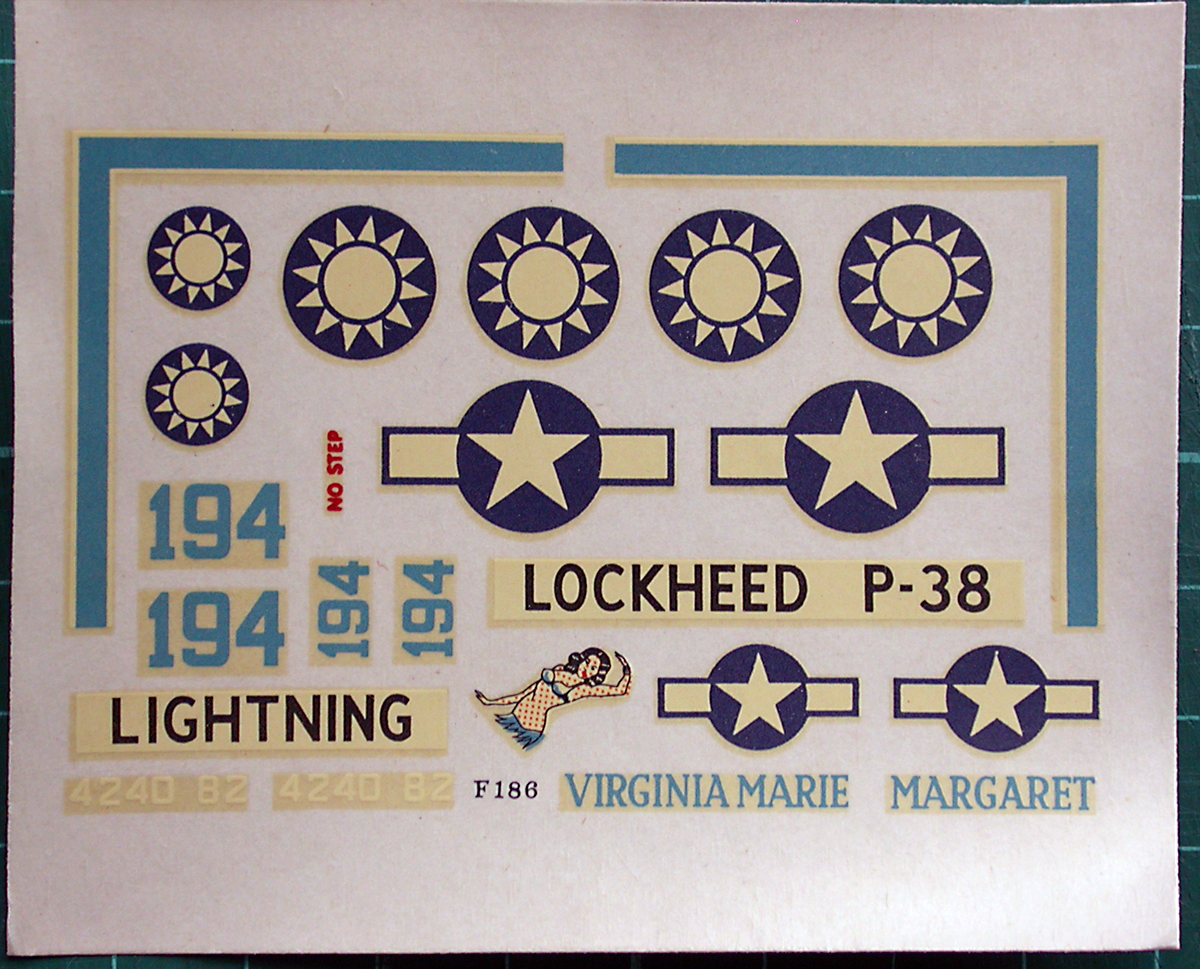 NO STEP
194
194
194
194
LOCKHEED P-38
LIGHTNING
4240 82
4240 82
F186
VIRGINIA MARIE
MARGARET